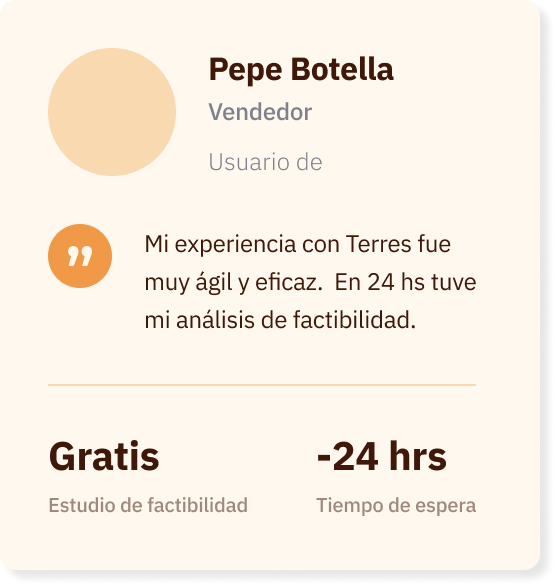 Pepe Botella
Vendedor
Usuario de
”
Mi experiencia con Terres fue
muy ágil y eficaz.  En 24 hs tuve
mi análisis de factibilidad.
Gratis
Estudio de factibilidad
-24 hrs
Tiempo de espera